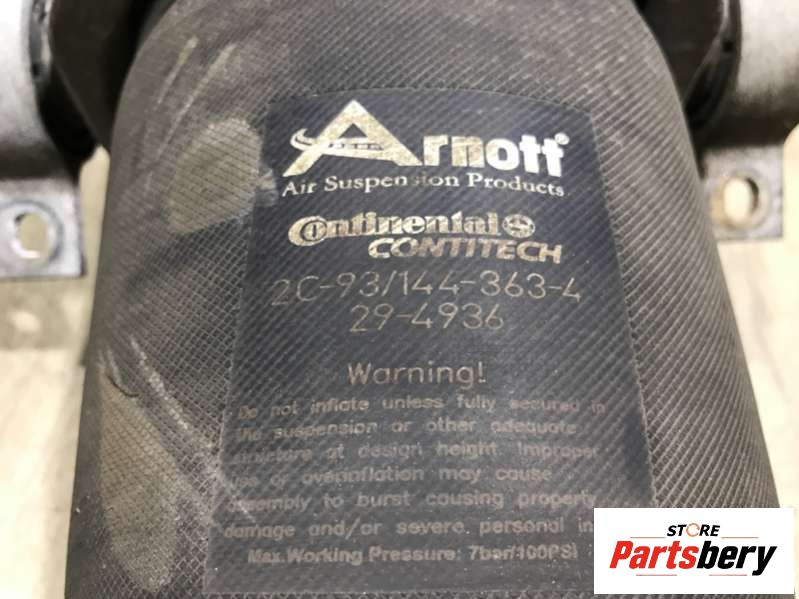 Arnott®
Air Suspension Products
Continental
CONTITECH
2C-93/144-363-4
29-4936
Warning!
Do not inflate unless fully secured in
the suspension or other adequate
structure at design height. Improper
use or overinflation may cause
assembly to burst causing property
damage and/or severe personal in
Max. Working Pressure: 7bar/100PSI
STORE
Partsbery